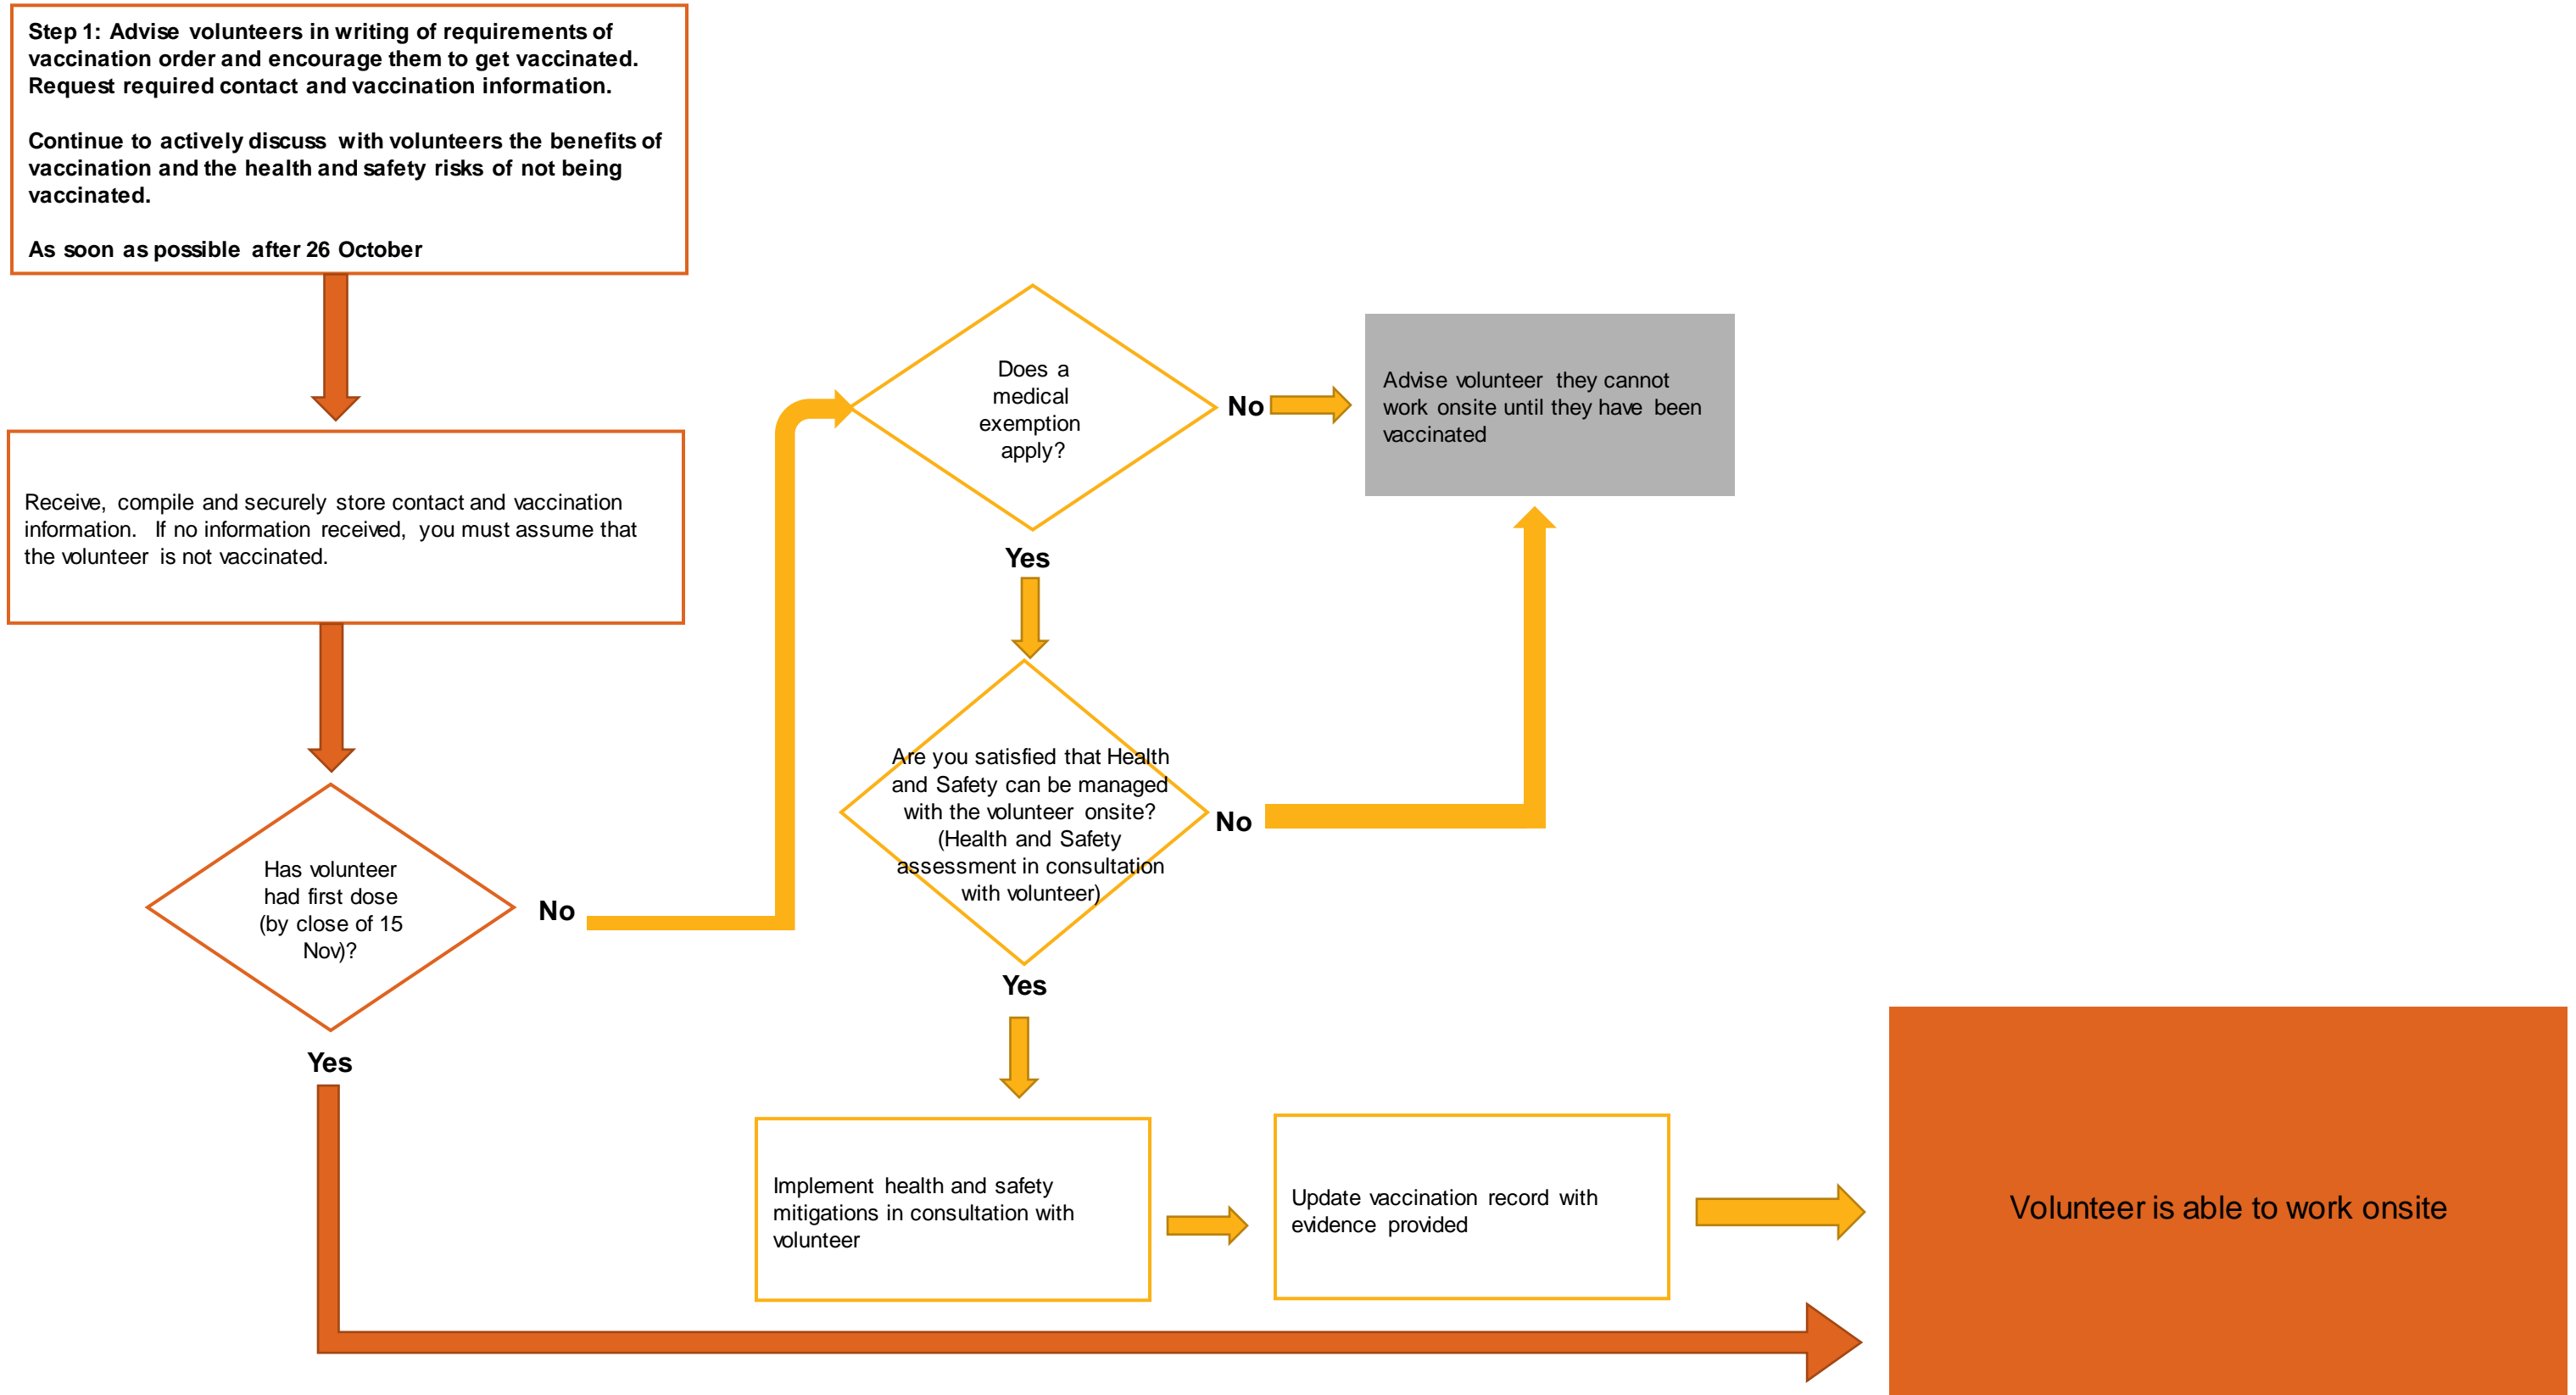 Step 1: Advise volunteers in writing of requirements of
vaccination order and encourage them to get vaccinated.
Request required contact and vaccination information.
Continue to actively discuss with volunteers the benefits of
vaccination and the health and safety risks of not being
vaccinated.
As soon as possible after 26 October
Receive, compile and securely store contact and vaccination
information. If no information received, you must assume that
the volunteer is not vaccinated.
Has volunteer
had first dose
(by close of 15
Nov)?
No
Yes
Does a
medical
exemption
apply?
No
Advise volunteer they cannot
work onsite until they have been
vaccinated
Yes
Are you satisfied that Health
and Safety can be managed
with the volunteer onsite?
(Health and Safety
assessment in consultation
with volunteer)
No
Yes
Implement health and safety
mitigations in consultation with
volunteer
Update vaccination record with
evidence provided
Volunteer is able to work onsite